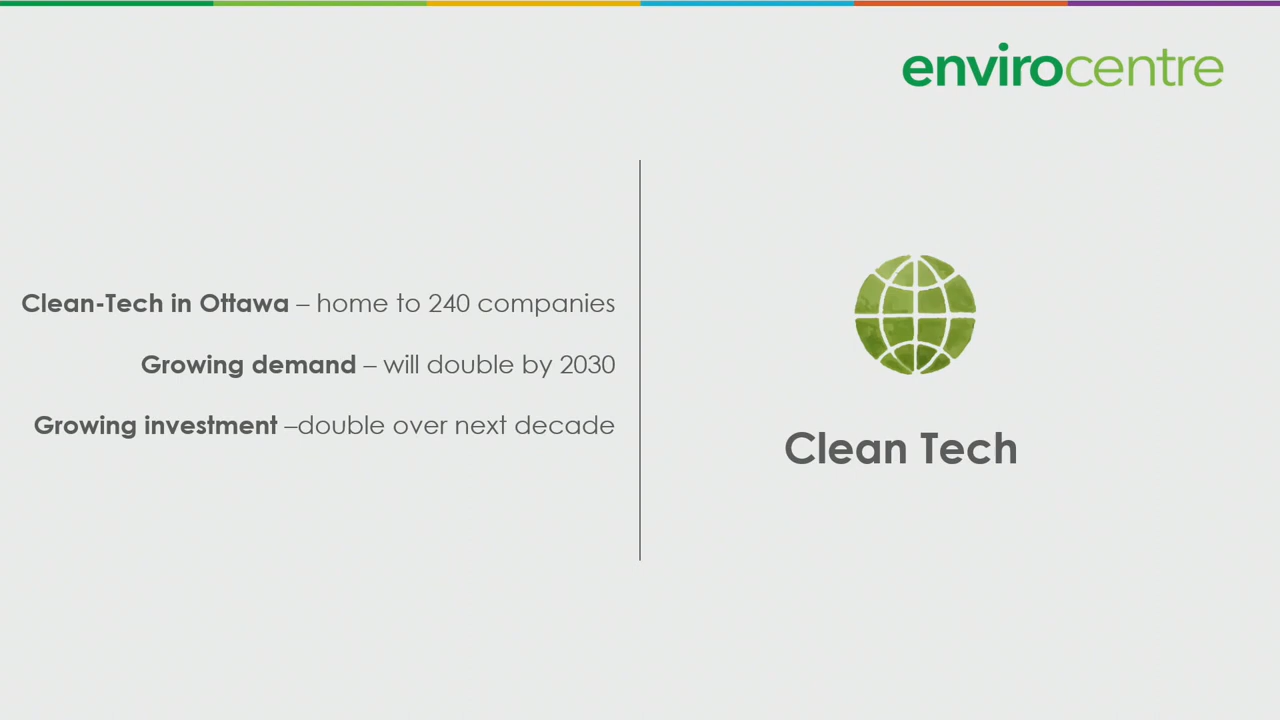 envirocentre
Clean-Tech in Ottawa – home to 240 companies
Growing demand – will double by 2030
Growing investment –double over next decade
Clean Tech